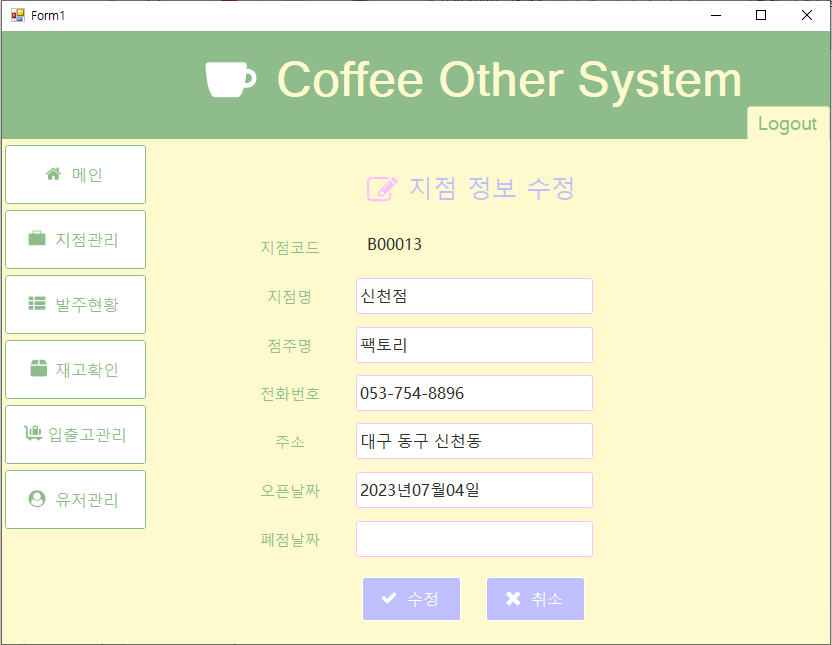 Form1
Coffee Other System
Logout
메인
지점관리
발주현황
재고확인
입출고관리
유저관리
지점 정보 수정
지점코드 B00013
지점명 신천점
점주명 팩토리
전화번호 053-754-8896
주소 대구 동구 신천동
오픈날짜 2023년07월04일
폐점날짜
수정 취소